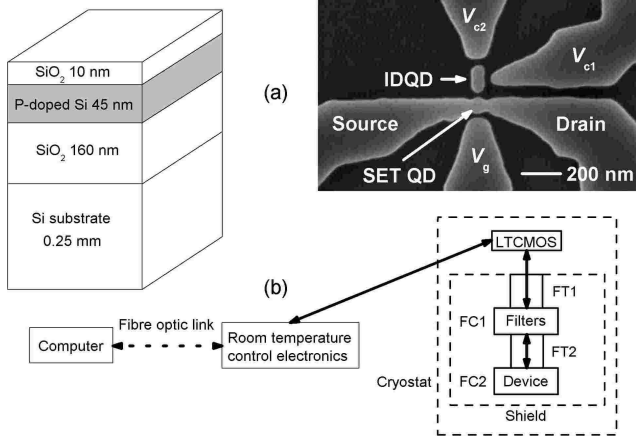 SiO2 10 nm
P-doped Si 45 nm
SiO2 160 nm
Si substrate
0.25 mm
(a)
Vc2
Vc1
IDQD
Source
Drain
SET QD
Vg
200 nm
(b)
LTCMOS
FT1
FC1
Filters
FT2
FC2
Device
Cryostat
Shield
Computer
Fibre optic link
Room temperature
control electronics